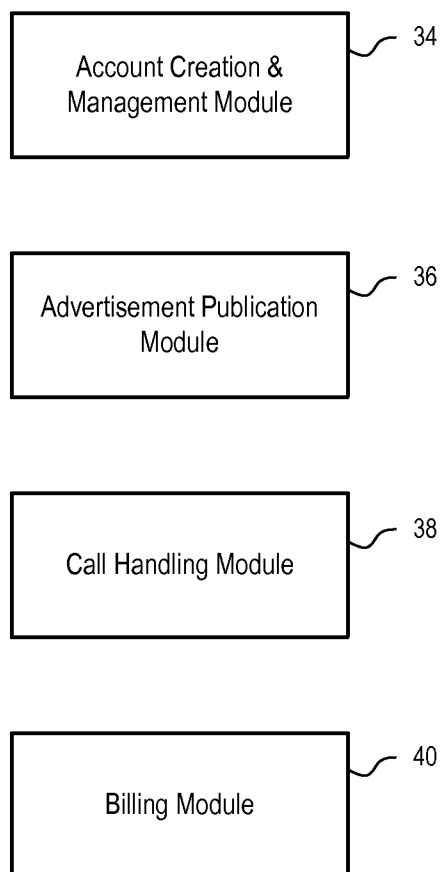 34
Account Creation &
Management Module
36
Advertisement Publication
Module
38
Call Handling Module
40
Billing Module